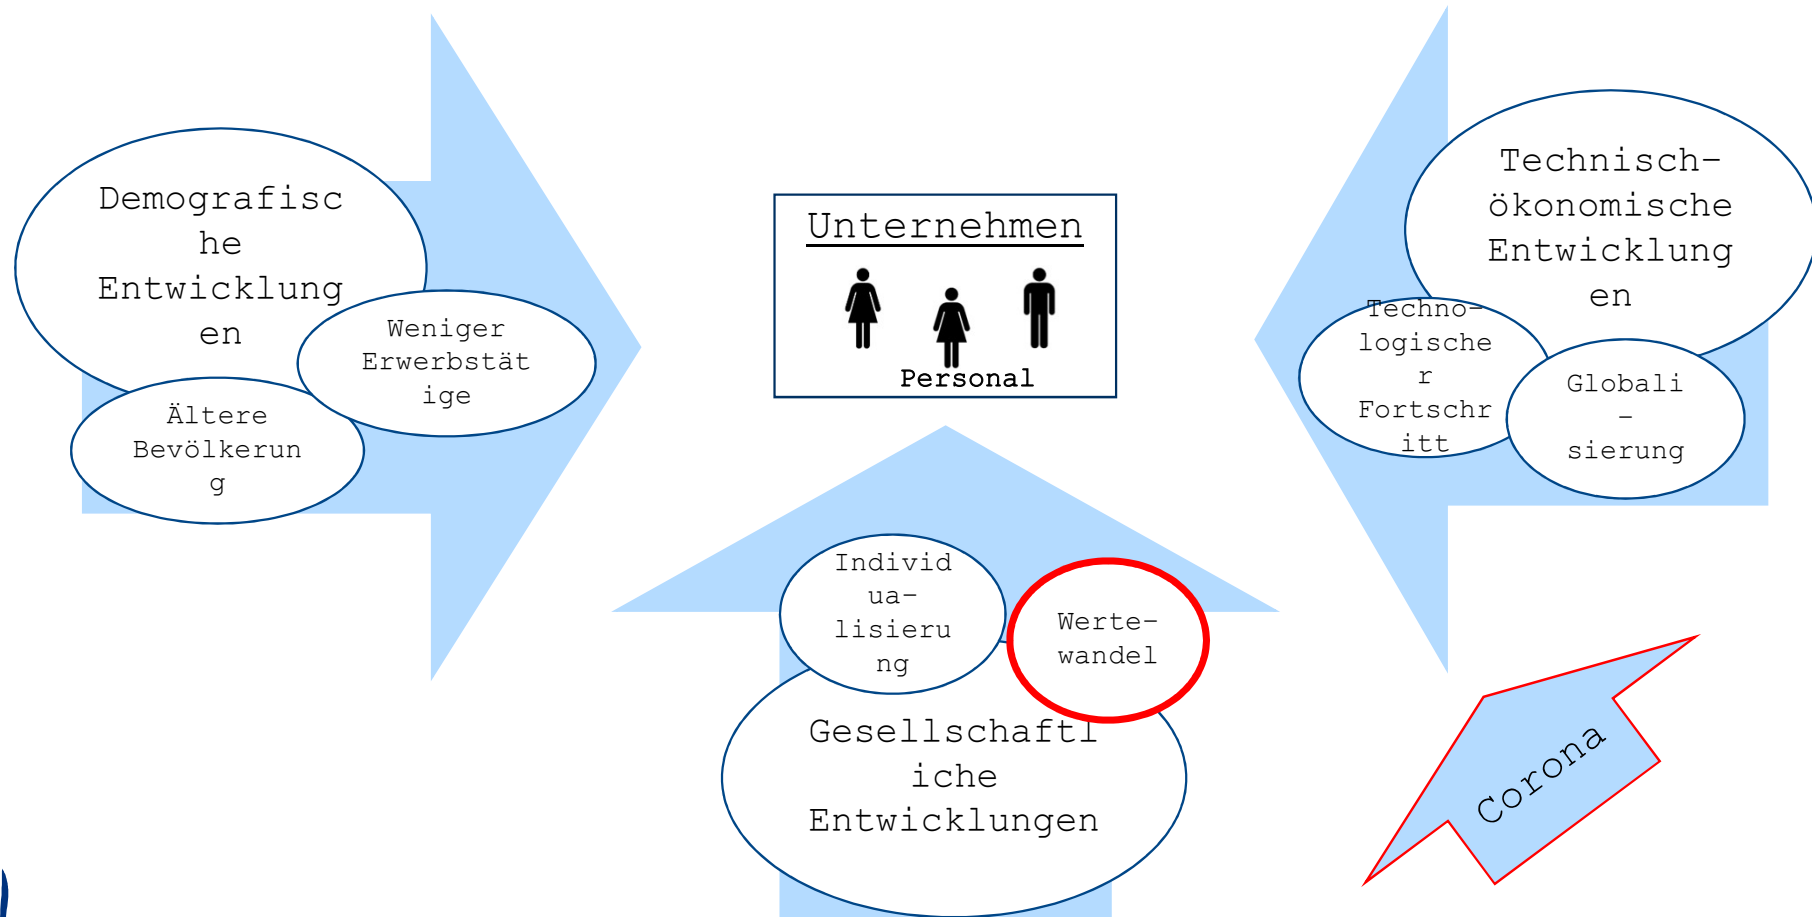 Demografisc
he
Entwicklung
en
Weniger
Erwerbstät
ige
Ältere
Bevölkerun
g
Unternehmen
Personal
Technisch-
ökonomische
Entwicklung
en
Techno-
logische
r
Fortschr
itt
Globali
-
sierung
Individ
ua-
lisieru
ng
Werte-
wandel
Gesellschaftl
iche
Entwicklungen
Corona